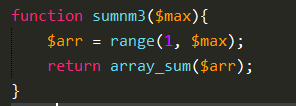 function sumnm3($max){
    $arr = range(1, $max);
    return array_sum($arr);
}